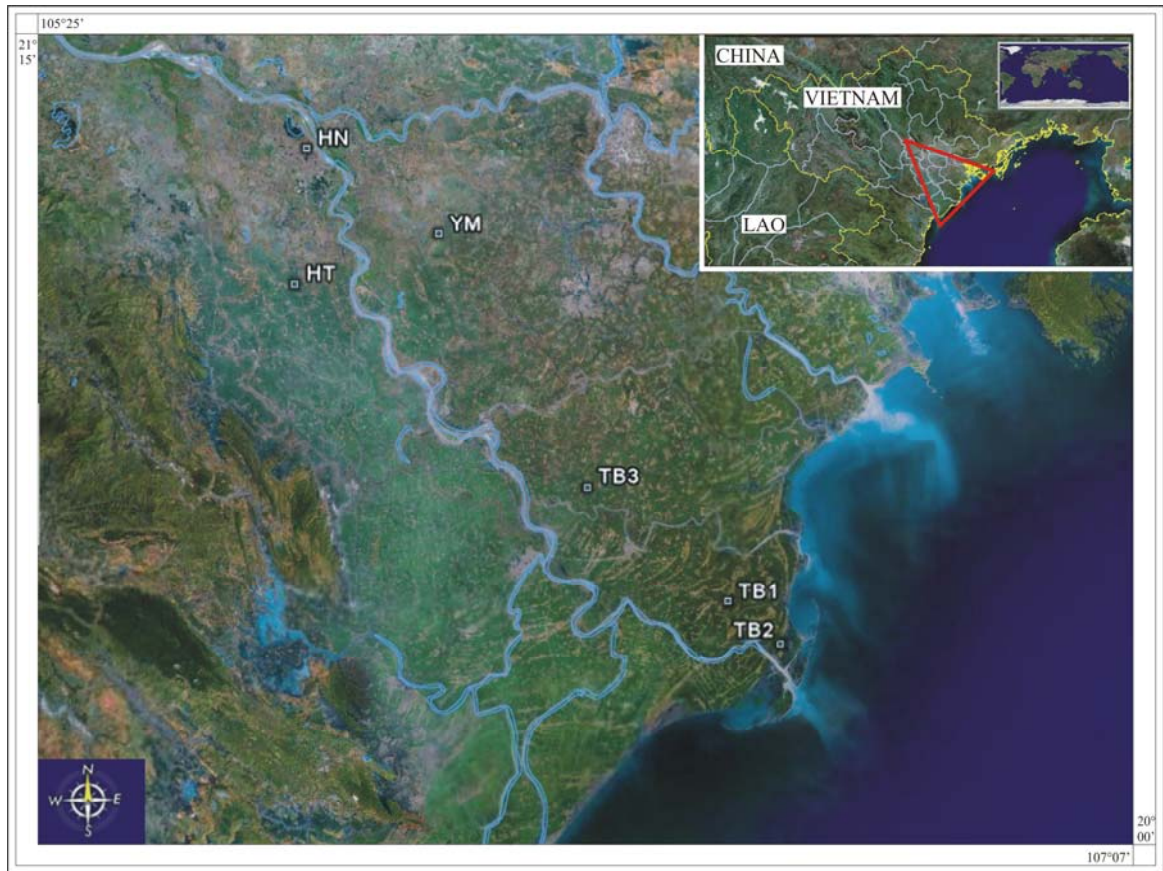 105°25’
21°
15’
CHINA
VIETNAM
LAO
HN
YM
HT
TB3
TB1
TB2
N
W E
S
20°
00’
107°07’